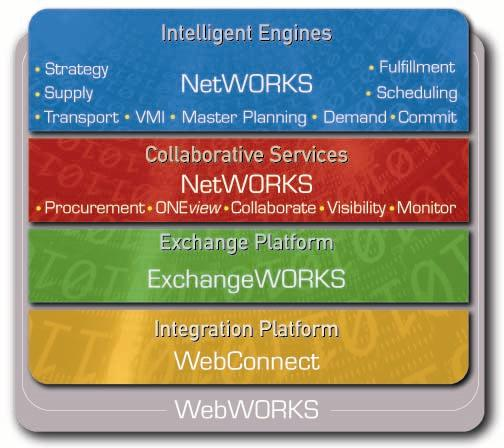 Intelligent Engines
• Strategy
• Fulfillment
NetWORKS
• Supply
• Scheduling
• Transport • VMI • Master Planning • Demand • Commit
Collaborative Services
NetWORKS
• Procurement • ONEview • Collaborate • Visibility • Monitor
Exchange Platform
ExchangeWORKS
Integration Platform
WebConnect
WebWORKS